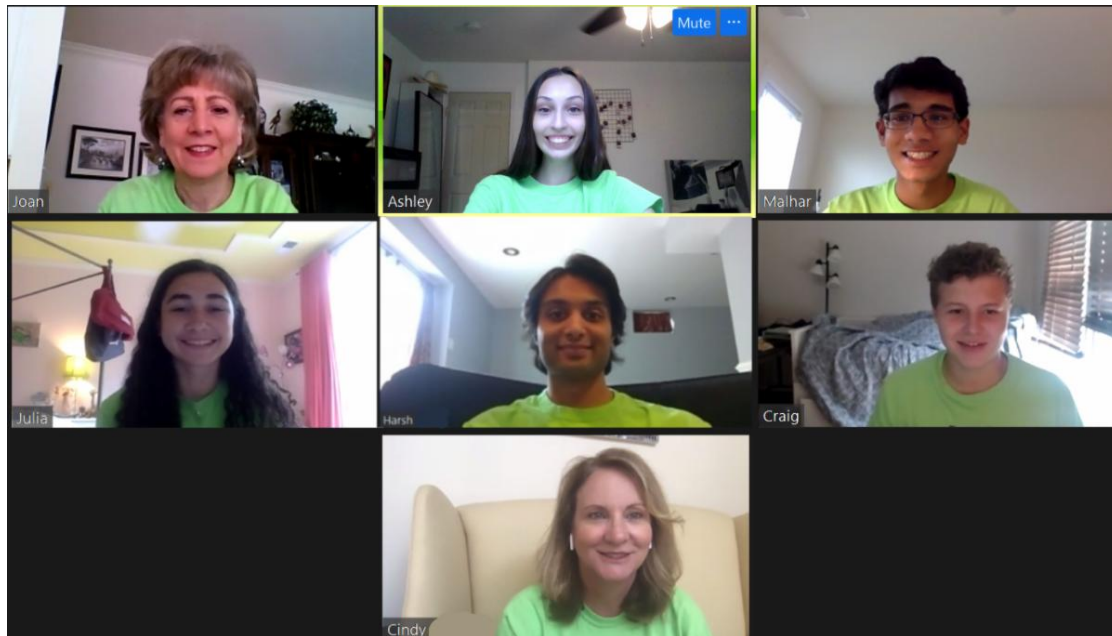 Mute ...
Joan
Ashley
Malhar
Julia
Harsh
Craig
Cindy